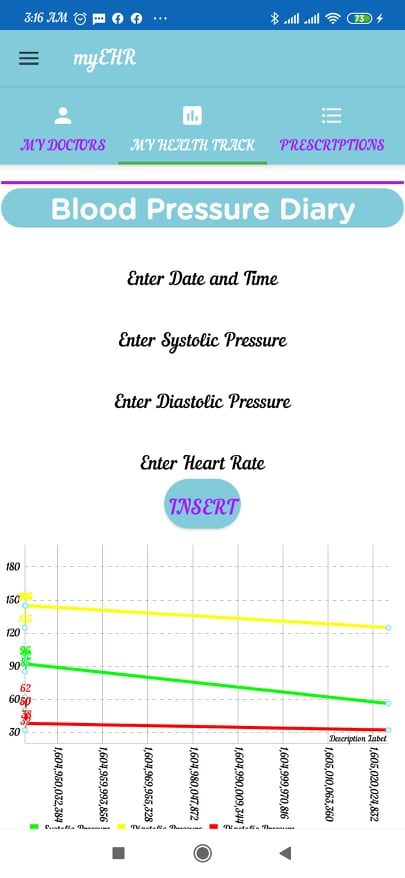 3:16 AM
73
myEHR
MY DOCTORS
MY HEALTH TRACK
PRESCRIPTIONS
Blood Pressure Diary
Enter Date and Time
Enter Systolic Pressure
Enter Diastolic Pressure
Enter Heart Rate
INSERT
180
150
120
90
60
30
62
Description Label
1,604,950,032,384
1,604,959,993,856
1,604,969,955,328
1,604,980,047,872
1,604,990,009,344
1,604,999,970,816
1,605,010,063,360
1,605,020,024,832
Systolic Pressure
Diastolic Pressure
Diastolic Pressure